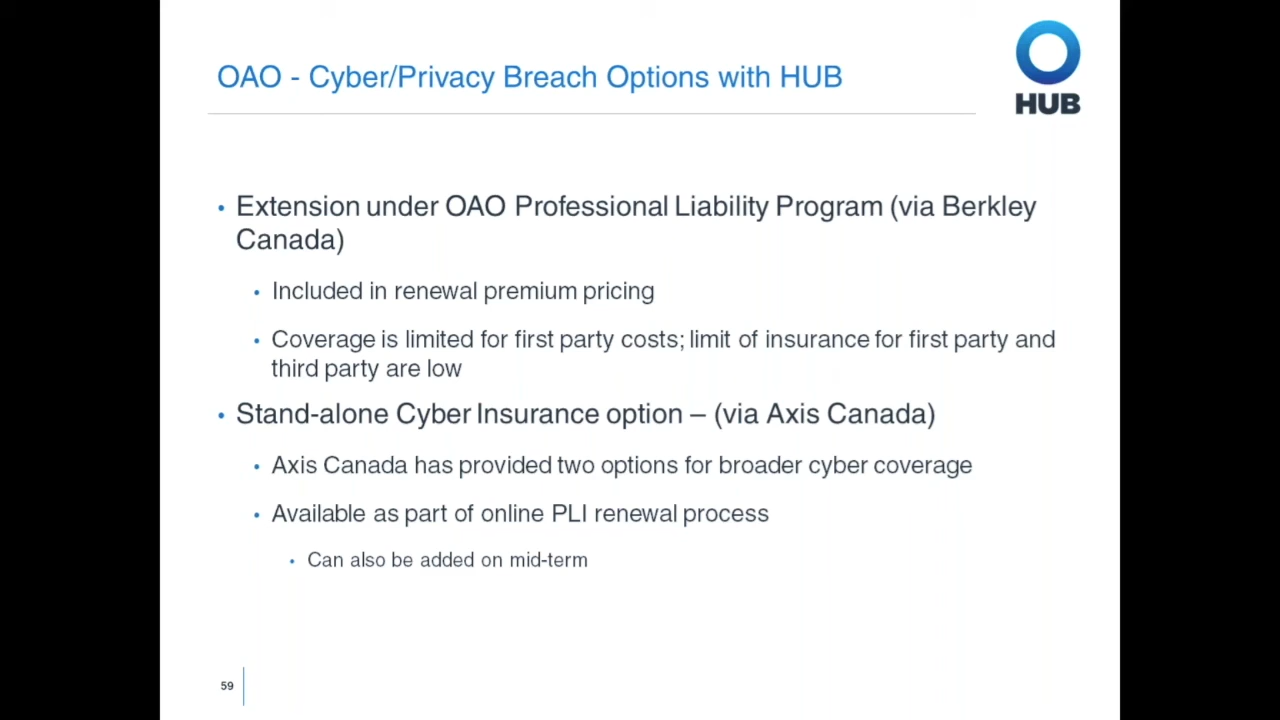 OAO - Cyber/Privacy Breach Options with HUB
HUB
• Extension under OAO Professional Liability Program (via Berkley
Canada)
• Included in renewal premium pricing
• Coverage is limited for first party costs; limit of insurance for first party and
third party are low
• Stand-alone Cyber Insurance option – (via Axis Canada)
• Axis Canada has provided two options for broader cyber coverage
• Available as part of online PLI renewal process
• Can also be added on mid-term
59